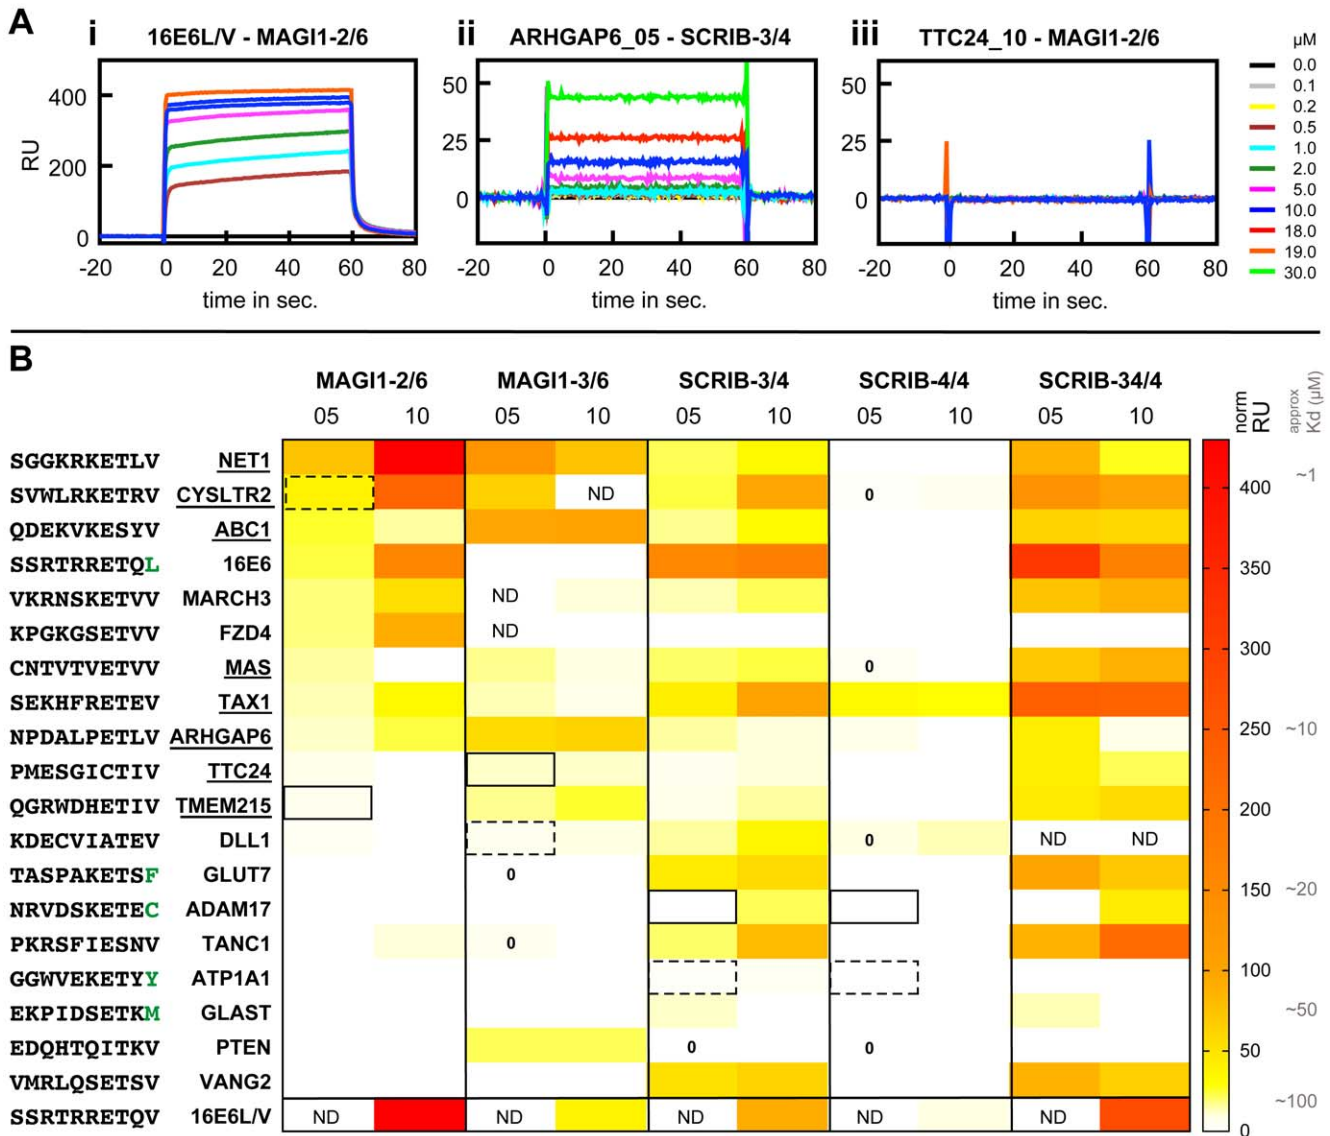 A
i 16E6L/V - MAGI1-2/6
ii ARHGAP6_05 - SCRIB-3/4
iii TTC24_10 - MAGI1-2/6
µM
0.0
0.1
0.2
0.5
1.0
2.0
5.0
10.0
18.0
19.0
30.0
RU
400
200
0
-20 0 20 40 60 80
time in sec.
50
25
0
-20 0 20 40 60 80
time in sec.
50
25
0
-20 0 20 40 60 80
time in sec.
B
MAGI1-2/6 MAGI1-3/6 SCRIB-3/4 SCRIB-4/4 SCRIB-34/4
05 10 05 10 05 10 05 10 05 10
norm RU
approx Kd (µM)
SGGKRKETLV NET1
SVWLRKETRV CYSLTR2 ND 0
QDEKVKESYV ABC1
SSRTRRETQL 16E6
VKRNSKETVV MARCH3 ND
KPGKGSETVV FZD4 ND
CNTVTVETVV MAS 0
SEKHFRETEV TAX1
NPDALPETLV ARHGAP6
PMESGICTIV TTC24
QGRWDHETIV TMEM215
KDECVIATEV DLL1 0 ND ND
TASPAKETSF GLUT7 0
NRVDSKETEC ADAM17
PKRSFIESNV TANC1 0
GGWVEKETYY ATP1A1
EKPIDSETKM GLAST
EDQHTQITKV PTEN 0 0
VMRLQSETSV VANG2
SSRTRRETQV 16E6L/V ND ND ND ND ND
400
350
300
250
200
150
100
50
0
~1
~10
~20
~50
~100